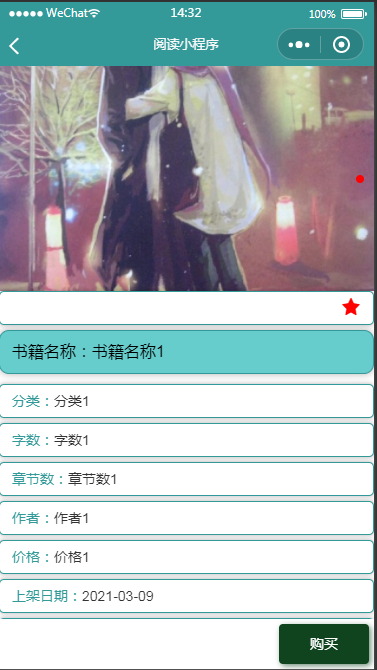 WeChat
14:32
100%
阅读小程序
书籍名称：书籍名称1
分类：分类1
字数：字数1
章节数：章节数1
作者：作者1
价格：价格1
上架日期：2021-03-09
购买